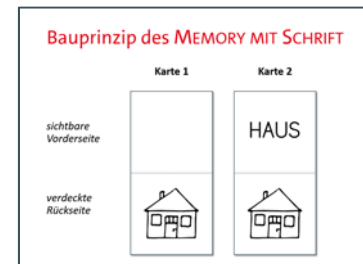 Bauprinzip des MEMORY MIT SCHRIFT
Karte 1 Karte 2
sichtbare
Vorderseite
HAUS
verdeckte
Rückseite